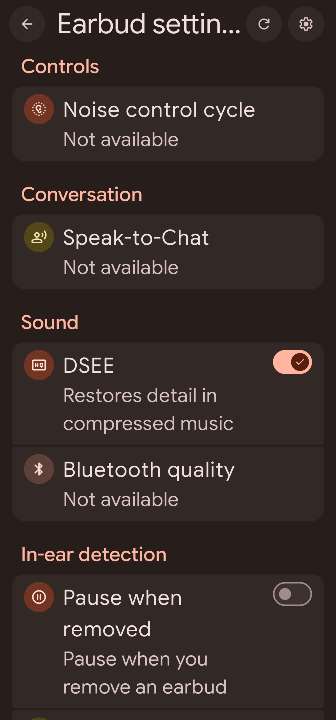 Earbud settin...
Controls
Noise control cycle
Not available
Conversation
Speak-to-Chat
Not available
Sound
HQ
DSEE
Restores detail in
compressed music
Bluetooth quality
Not available
In-ear detection
Pause when
removed
Pause when you
remove an earbud